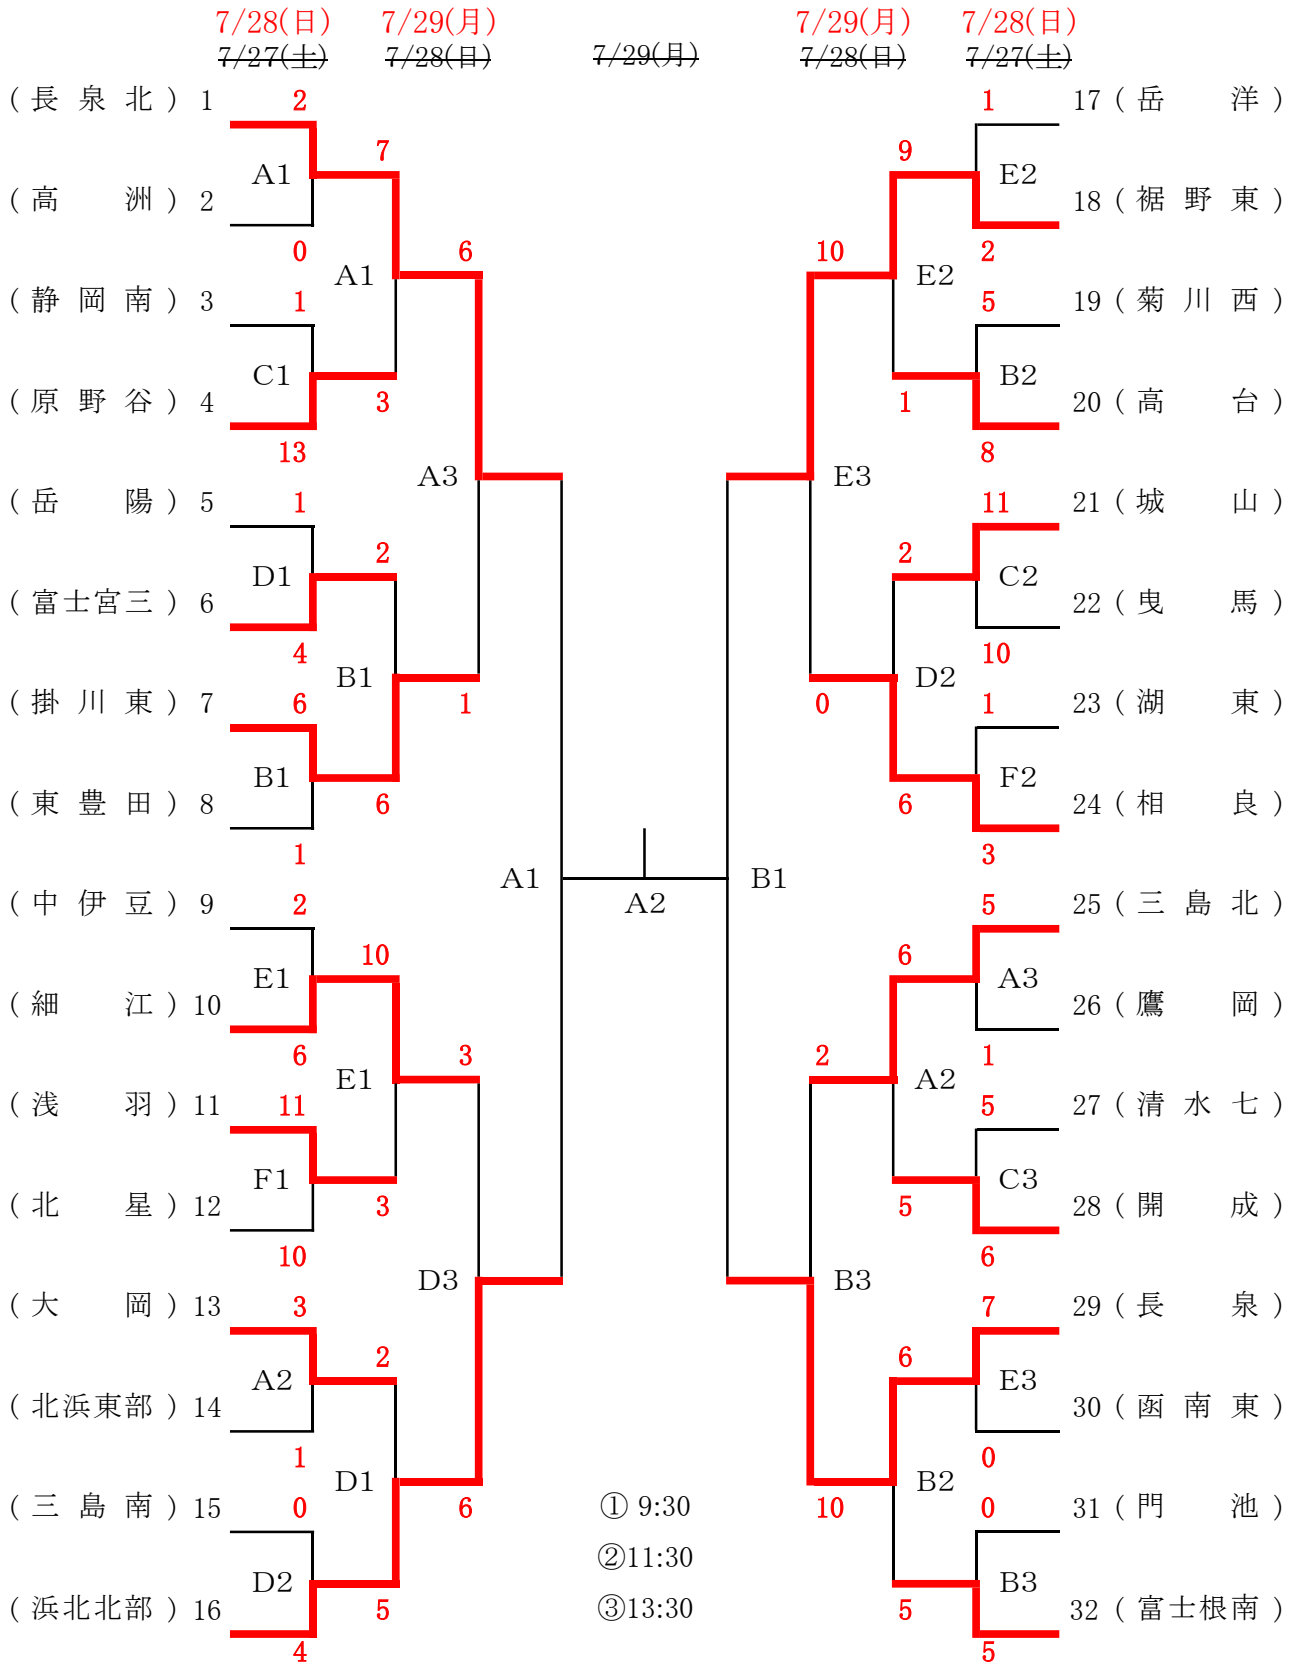 7/28(日) 7/29(月) 7/29(月) 7/28(日)
7/27(土) 7/28(日) 7/29(月) 7/28(日) 7/27(土)
(長泉北) 1 2 1 17 (岳洋)
7 9
A1 E2
(高洲) 2 18 (裾野東)
0 6 10 2
A1 E2
(静岡南) 3 1 5 19 (菊川西)
C1 B2
(原野谷) 4 3 1 20 (高台)
13 8
A3 E3
(岳陽) 5 1 11 21 (城山)
2 2
D1 C2
(富士宮三) 6 22 (曳馬)
4 10
B1 D2
(掛川東) 7 6 1 0 1 23 (湖東)
B1 F2
(東豊田) 8 6 6 24 (相良)
1 3
A1 B1
(中伊豆) 9 2 A2 5 25 (三島北)
10 6
E1 A3
(細江) 10 26 (鷹岡)
6 3 2 1
E1 A2
(浅羽) 11 11 5 27 (清水七)
F1 C3
(北星) 12 3 5 28 (開成)
10 6
D3 B3
(大岡) 13 3 7 29 (長泉)
2 6
A2 E3
(北浜東部) 14 30 (函南東)
1 0
D1 B2
(三島南) 15 0 6 ① 9:30 10 0 31 (門池)
②11:30
D2 B3
(浜北北部) 16 5 ③13:30 5 32 (富士根南)
4 5